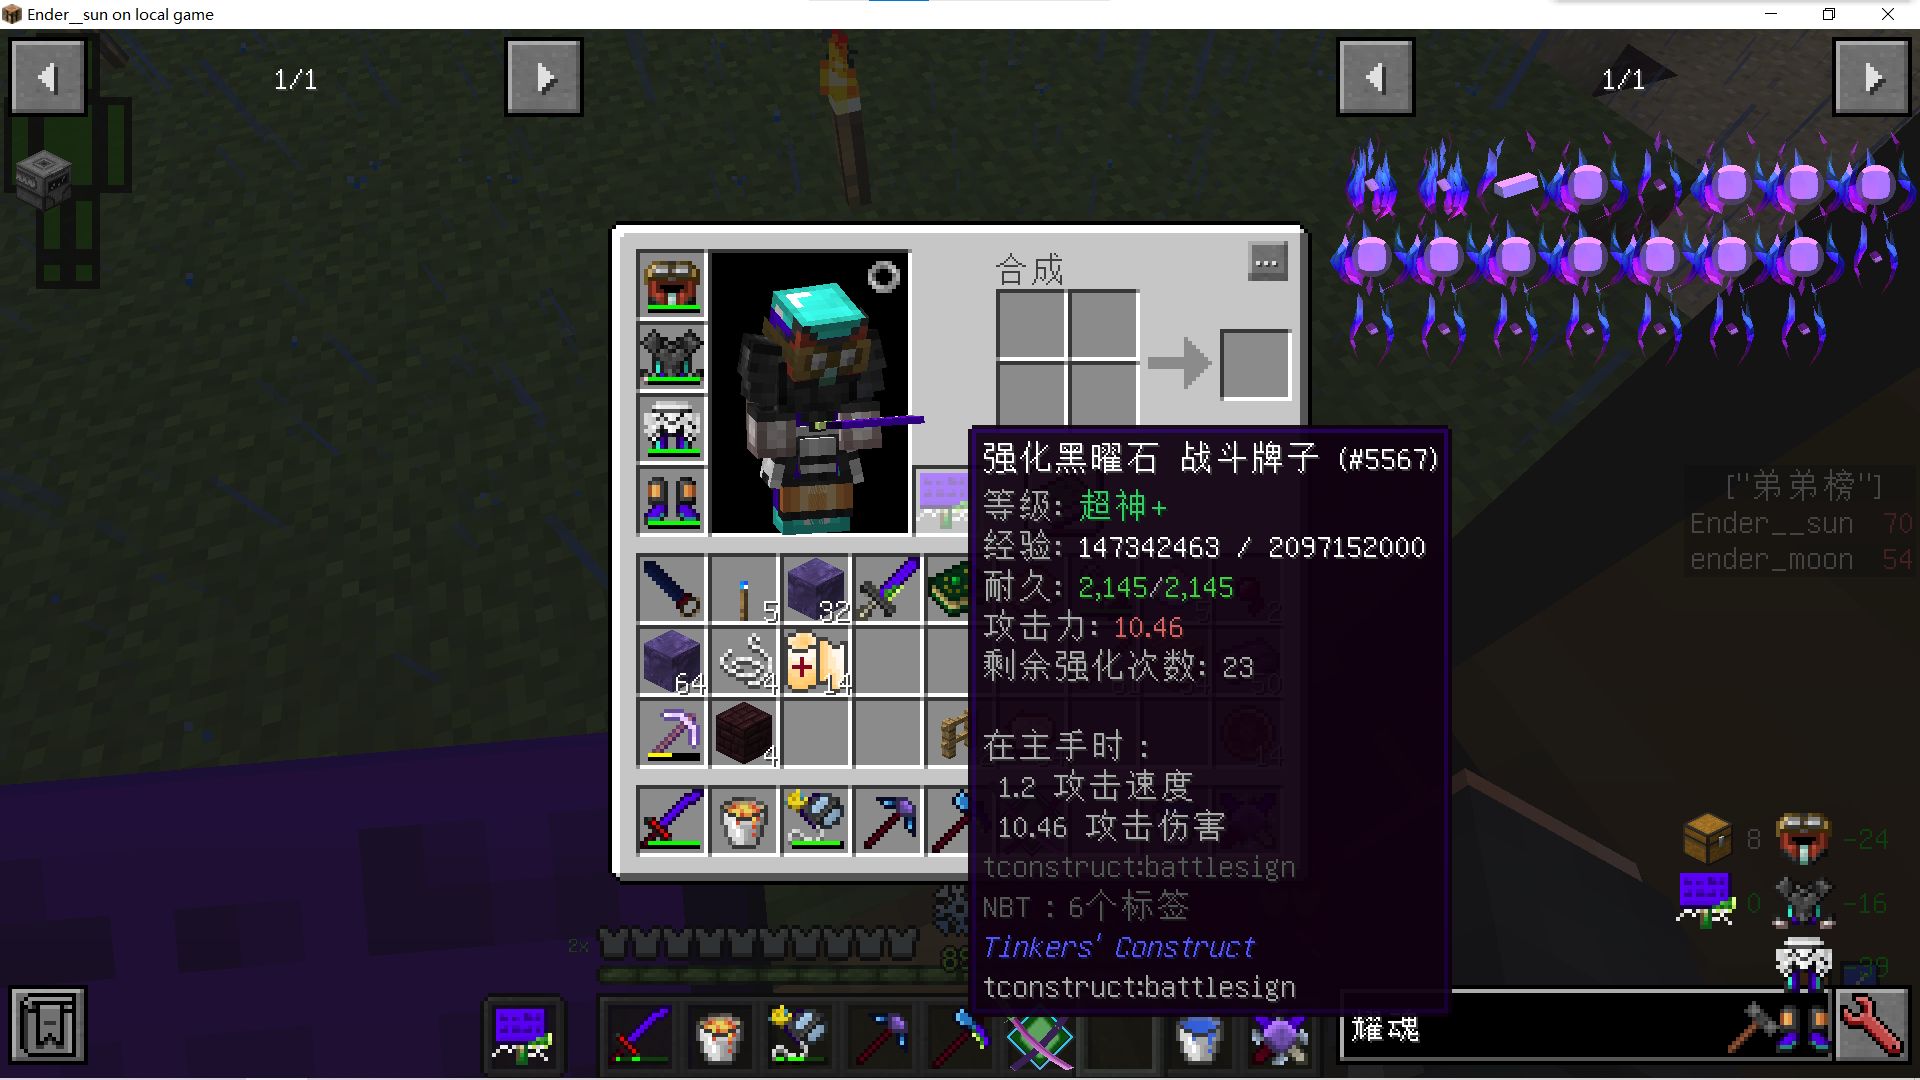 Ender__sun on local game
1/1
1/1
合成
强化黑曜石 战斗牌子 (#5567)
等级: 超神+
经验: 147342463 / 2097152000
耐久: 2,145/2,145
攻击力: 10.46
剩余强化次数: 23
在主手时：
1.2 攻击速度
10.46 攻击伤害
tconstruct:battlesign
NBT：6个标签
Tinkers' Construct
tconstruct:battlesign
["弟弟榜"]
Ender__sun 70
ender_moon 54
5
32
64
4
14
4
2x
8 -24
0 -16
耀魂